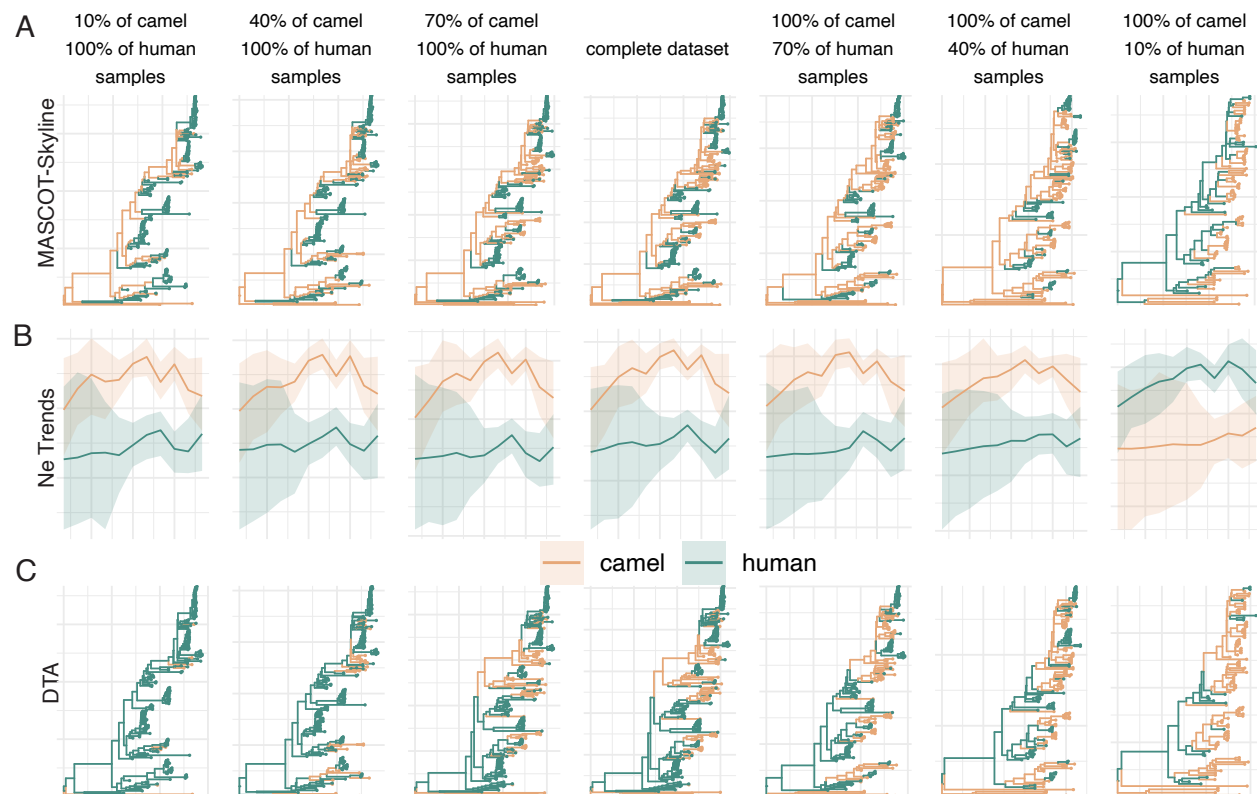 A
10% of camel
100% of human
samples
40% of camel
100% of human
samples
70% of camel
100% of human
samples
complete dataset
100% of camel
70% of human
samples
100% of camel
40% of human
samples
100% of camel
10% of human
samples
MASCOT-Skyline
B
Ne Trends
camel
human
C
DTA